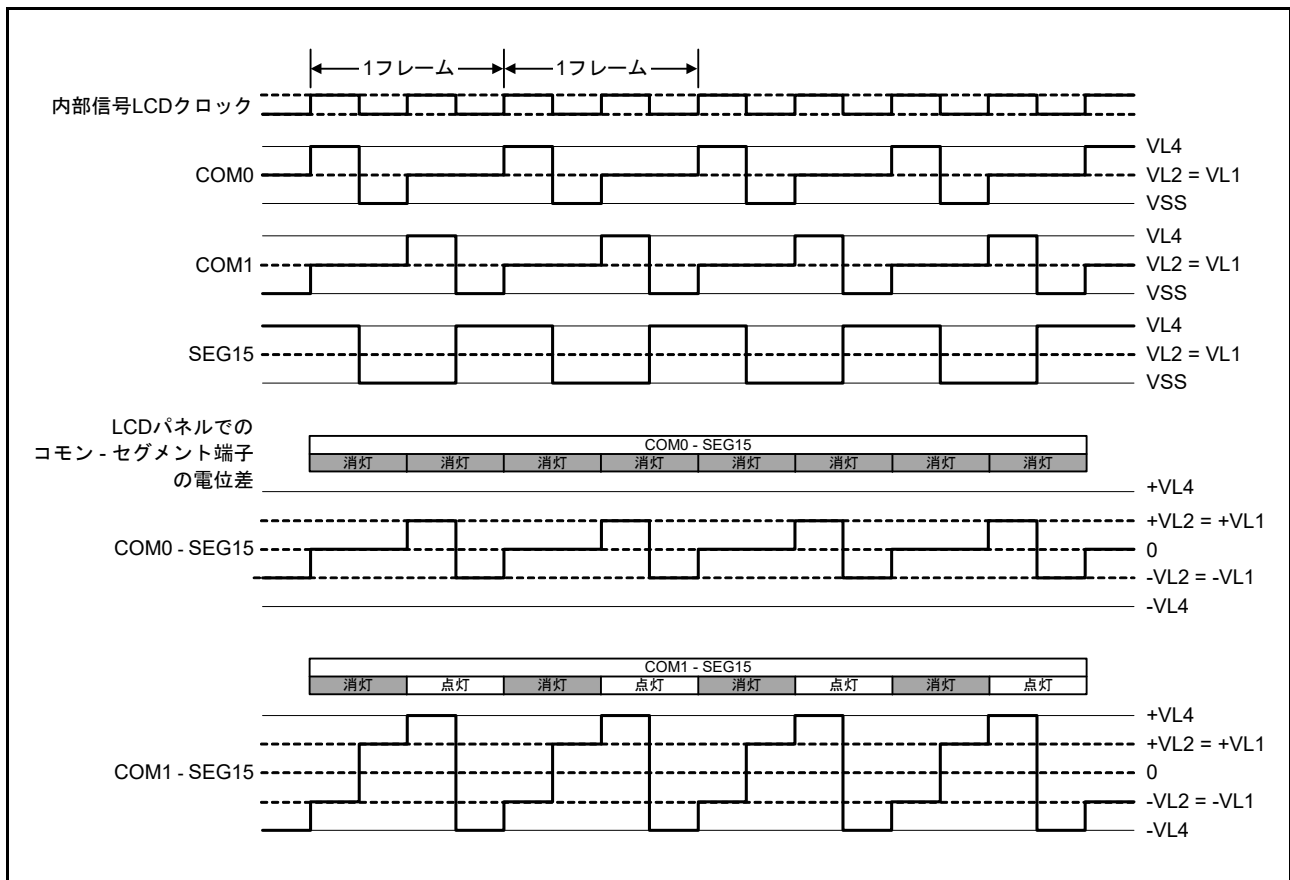 1フレーム 1フレーム
内部信号LCDクロック
VL4
COM0
VL2 = VL1
VSS
VL4
COM1
VL2 = VL1
VSS
VL4
SEG15
VL2 = VL1
VSS
LCDパネルでの
コモン - セグメント端子
の電位差
COM0 - SEG15
消灯 消灯 消灯 消灯 消灯 消灯 消灯 消灯
+VL4
+VL2 = +VL1
COM0 - SEG15
0
-VL2 = -VL1
-VL4
COM1 - SEG15
消灯 点灯 消灯 点灯 消灯 点灯 消灯 点灯
+VL4
+VL2 = +VL1
COM1 - SEG15
0
-VL2 = -VL1
-VL4